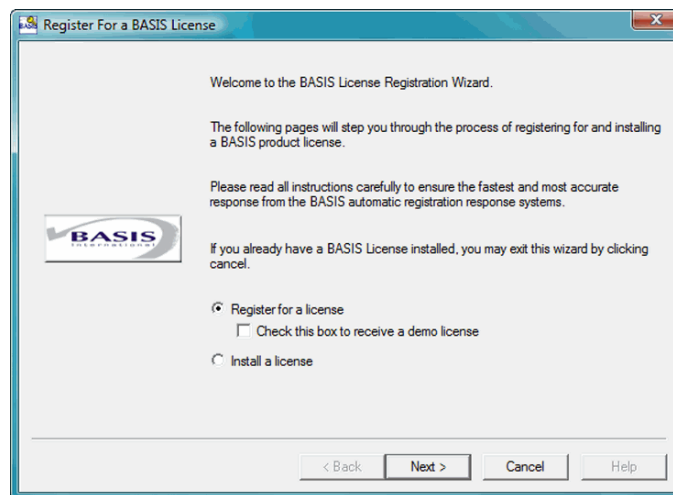 Register For a BASIS License
Welcome to the BASIS License Registration Wizard.
The following pages will step you through the process of registering for and installing
a BASIS product license.
Please read all instructions carefully to ensure the fastest and most accurate
response from the BASIS automatic registration response systems.
BASIS
International
If you already have a BASIS License installed, you may exit this wizard by clicking
cancel.
Register for a license
Check this box to receive a demo license
Install a license
< Back
Next >
Cancel
Help